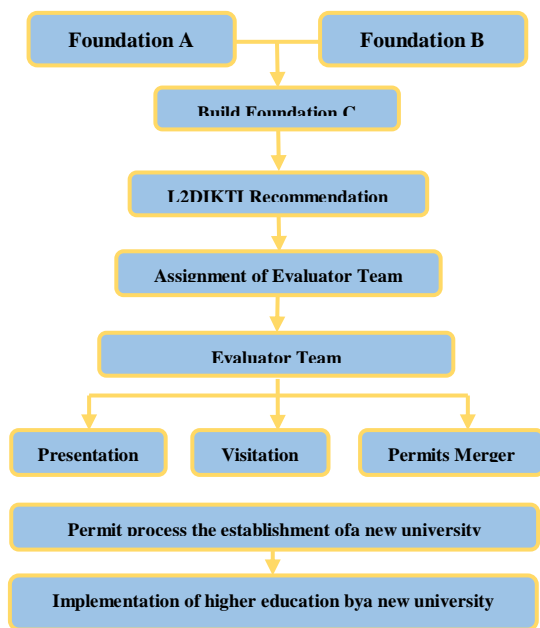 Foundation A
Foundation B
Build Foundation C
L2DIKTI Recommendation
Assignment of Evaluator Team
Evaluator Team
Presentation
Visitation
Permits Merger
Permit process the establishment ofa new university
Implementation of higher education bya new university